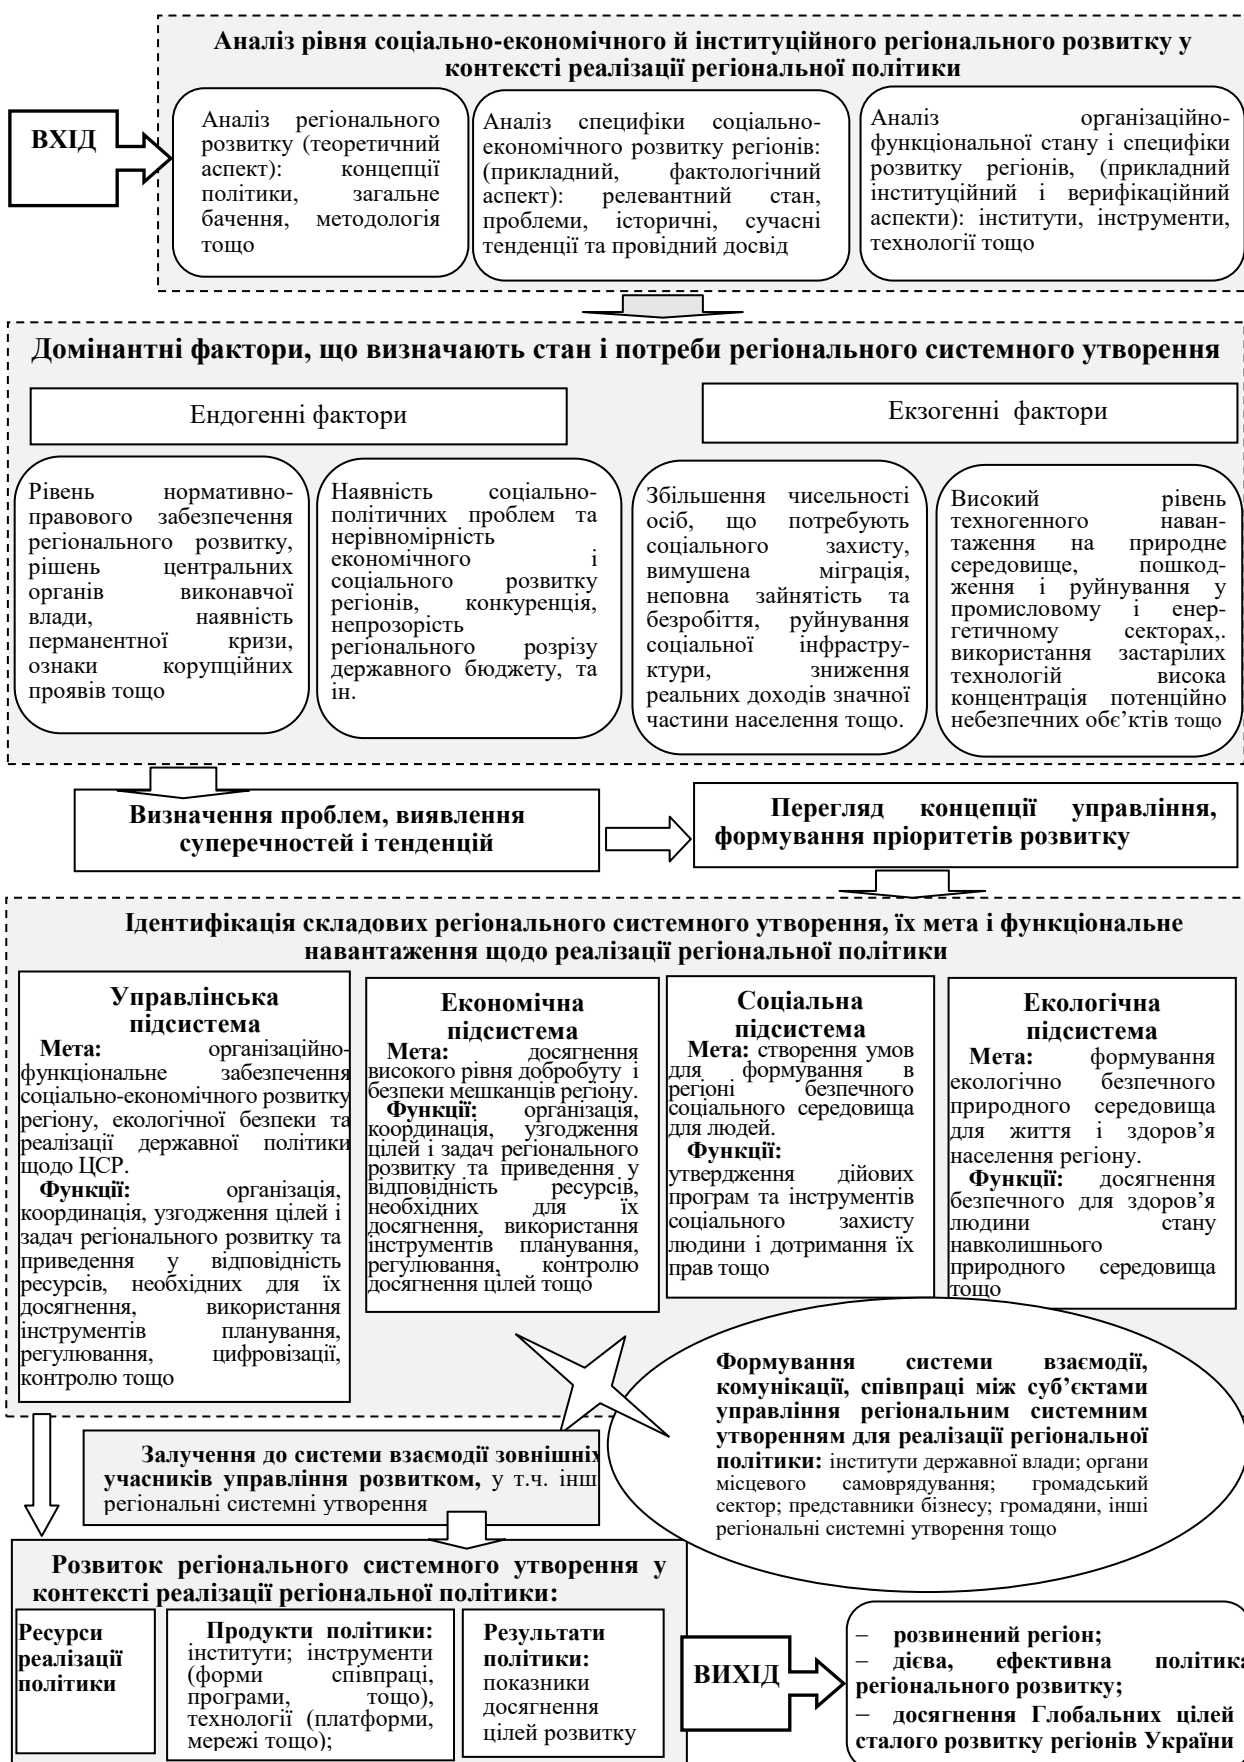 Аналіз рівня соціально-економічного й інституційного регіонального розвитку у
контексті реалізації регіональної політики
ВХІД
Аналіз регіонального
розвитку (теоретичний
аспект): концепції
політики, загальне
бачення, методологія
тощо
Аналіз специфіки соціально-
економічного розвитку регіонів:
(прикладний, фактологічний
аспект): релевантний стан,
проблеми, історичні, сучасні
тенденції та провідний досвід
Аналіз організаційно-
функціональної стану і специфіки
розвитку регіонів, (прикладний
інституційний і верифікаційний
аспекти): інститути, інструменти,
технології тощо
Домінантні фактори, що визначають стан і потреби регіонального системного утворення
Ендогенні фактори
Екзогенні фактори
Рівень нормативно-
правового забезпечення
регіонального розвитку,
рішень центральних
органів виконавчої
влади, наявність
перманентної кризи,
ознаки корупційних
проявів тощо
Наявність соціально-
політичних проблем та
нерівномірність
економічного і
соціального розвитку
регіонів, конкуренція,
непрозорість
регіонального розрізу
державного бюджету, та
ін.
Збільшення чисельності
осіб, що потребують
соціального захисту,
вимушена міграція,
неповна зайнятість та
безробіття, руйнування
соціальної інфрастру-
ктури, зниження
реальних доходів значної
частини населення тощо.
Високий рівень
техногенного наван-
таження на природне
середовище, пошкод-
ження і руйнування у
промисловому і енер-
гетичному секторах,.
використання застарілих
технологій висока
концентрація потенційно
небезпечних обє’ктів тощо
Визначення проблем, виявлення
суперечностей і тенденцій
Перегляд концепції управління,
формування пріоритетів розвитку
Ідентифікація складових регіонального системного утворення, їх мета і функціональне
навантаження щодо реалізації регіональної політики
Управлінська
підсистема
Мета: організаційно-
функціональне забезпечення
соціально-економічного розвитку
регіону, екологічної безпеки та
реалізації державної політики
щодо ЦСР.
Функції: організація,
координація, узгодження цілей і
задач регіонального розвитку та
приведення у відповідність
ресурсів, необхідних для їх
досягнення, використання
інструментів планування,
регулювання, цифровізації,
контролю тощо
Економічна
підсистема
Мета: досягнення
високого рівня добробуту і
безпеки мешканців регіону.
Функції: організація,
координація, узгодження
цілей і задач регіонального
розвитку та приведення у
відповідність ресурсів,
необхідних для їх
досягнення, використання
інструментів планування,
регулювання, контролю
досягнення цілей тощо
Соціальна
підсистема
Мета: створення умов
для формування в
регіоні безпечного
соціального середовища
для людей.
Функції:
утвердження дійових
програм та інструментів
соціального захисту
людини і дотримання їх
прав тощо
Екологічна
підсистема
Мета: формування
екологічно безпечного
природного середовища
для життя і здоров’я
населення регіону.
Функції: досягнення
безпечного для здоров’я
людини стану
навколишнього
природного середовища
тощо
Формування системи взаємодії,
комунікації, співпраці між суб’єктами
управління регіональним системним
утворенням для реалізації регіональної
політики: інститути державної влади; органи
місцевого самоврядування; громадський
сектор; представники бізнесу; громадяни, інші
регіональні системні утворення тощо
Залучення до системи взаємодії зовнішніх
учасників управління розвитком, у т.ч. інші
регіональні системні утворення
Розвиток регіонального системного утворення у
контексті реалізації регіональної політики:
Ресурси
реалізації
політики
Продукти політики:
інститути; інструменти
(форми співпраці,
програми, тощо),
технології (платформи,
мережі тощо);
Результати
політики:
показники
досягнення
цілей розвитку
ВИХІД
– розвинений регіон;
– дієва, ефективна політика
регіонального розвитку;
– досягнення Глобальних цілей
сталого розвитку регіонів України